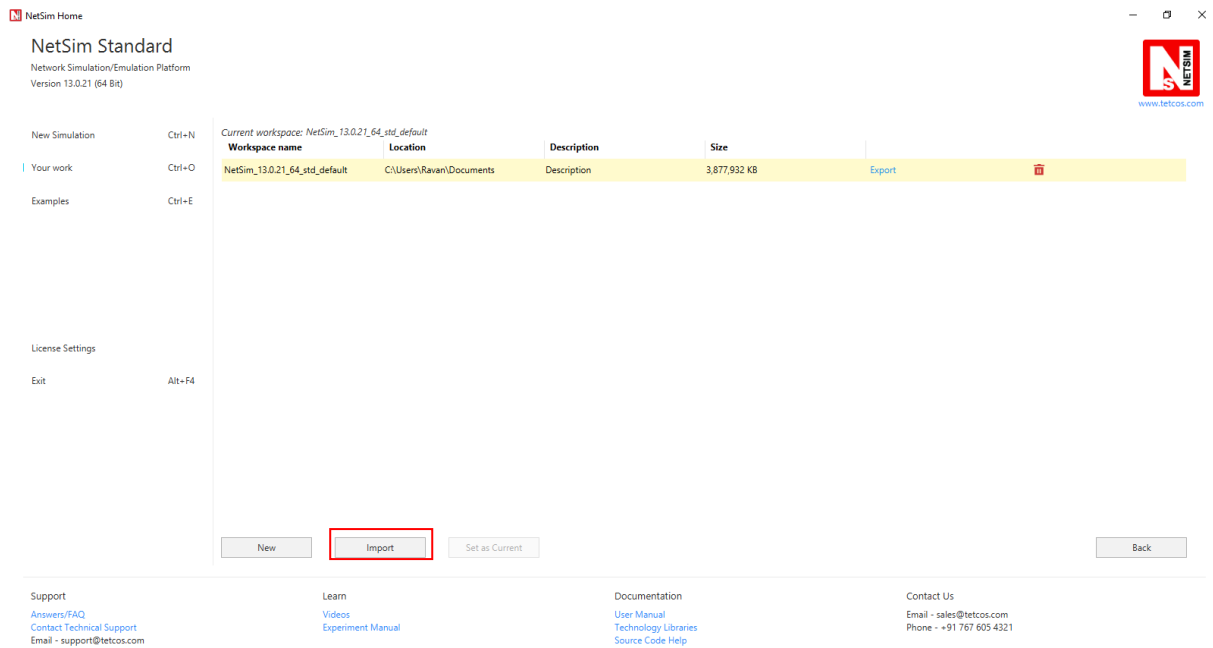 NetSim Home
NetSim Standard
Network Simulation/Emulation Platform
Version 13.0.21 (64 Bit)
N S NETSIM
www.tetcos.com
New Simulation Ctrl+N
Your work Ctrl+O
Examples Ctrl+E
License Settings
Exit Alt+F4
Current workspace: NetSim_13.0.21_64_std_default
Workspace name Location Description Size
NetSim_13.0.21_64_std_default C:\Users\Ravan\Documents Description 3,877,932 KB Export
New Import Set as Current Back
Support
Answers/FAQ
Contact Technical Support
Email - support@tetcos.com
Learn
Videos
Experiment Manual
Documentation
User Manual
Technology Libraries
Source Code Help
Contact Us
Email - sales@tetcos.com
Phone - +91 767 605 4321